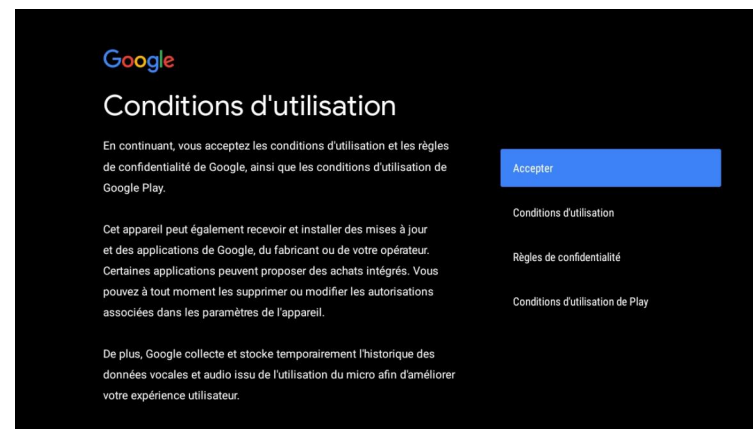 Google
Conditions d'utilisation
En continuant, vous acceptez les conditions d'utilisation et les règles
de confidentialité de Google, ainsi que les conditions d'utilisation de
Google Play.
Cet appareil peut également recevoir et installer des mises à jour
et des applications de Google, du fabricant ou de votre opérateur.
Certaines applications peuvent proposer des achats intégrés. Vous
pouvez à tout moment les supprimer ou modifier les autorisations
associées dans les paramètres de l'appareil.
De plus, Google collecte et stocke temporairement l'historique des
données vocales et audio issu de l'utilisation du micro afin d'améliorer
votre expérience utilisateur.
Accepter
Conditions d'utilisation
Règles de confidentialité
Conditions d'utilisation de Play